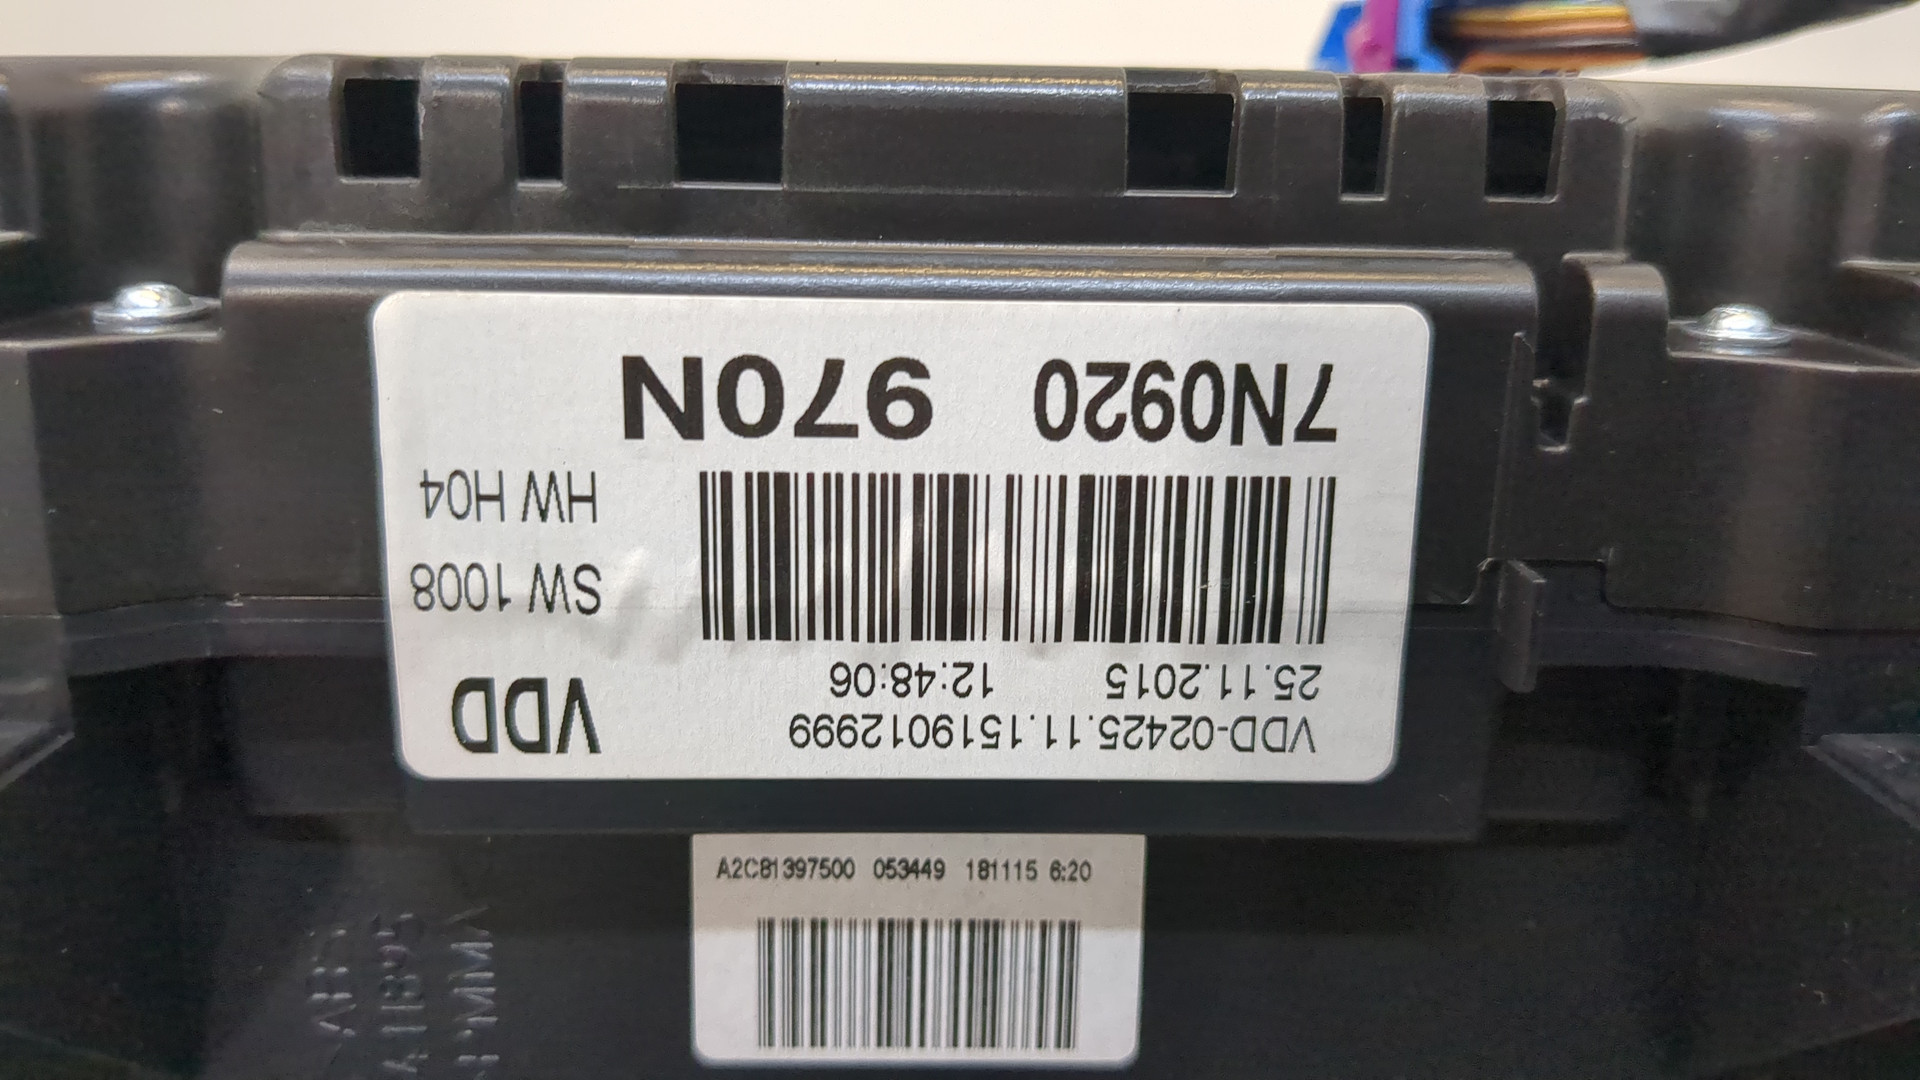 7N0920 970N
HW H04
SW 1008
25.11.2015 12:48:06
VDD-02425.11.1519012999
VDD
A2C81397500 053449 181115 6:20